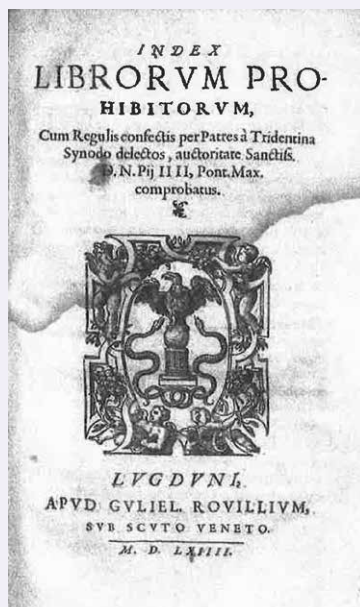 INDEX
LIBRORVM PRO-
HIBITORVM,
Cum Regulis confectis per Patres à Tridentina
Synodo delectos, auctoritate Sanctiss.
D. N. Pij IIII, Pont. Max.
comprobatus.
LVGDVNI,
APVD GVLIEL. ROVILLIVM,
SVB SCVTO VENETO.
M. D. LXIIII.